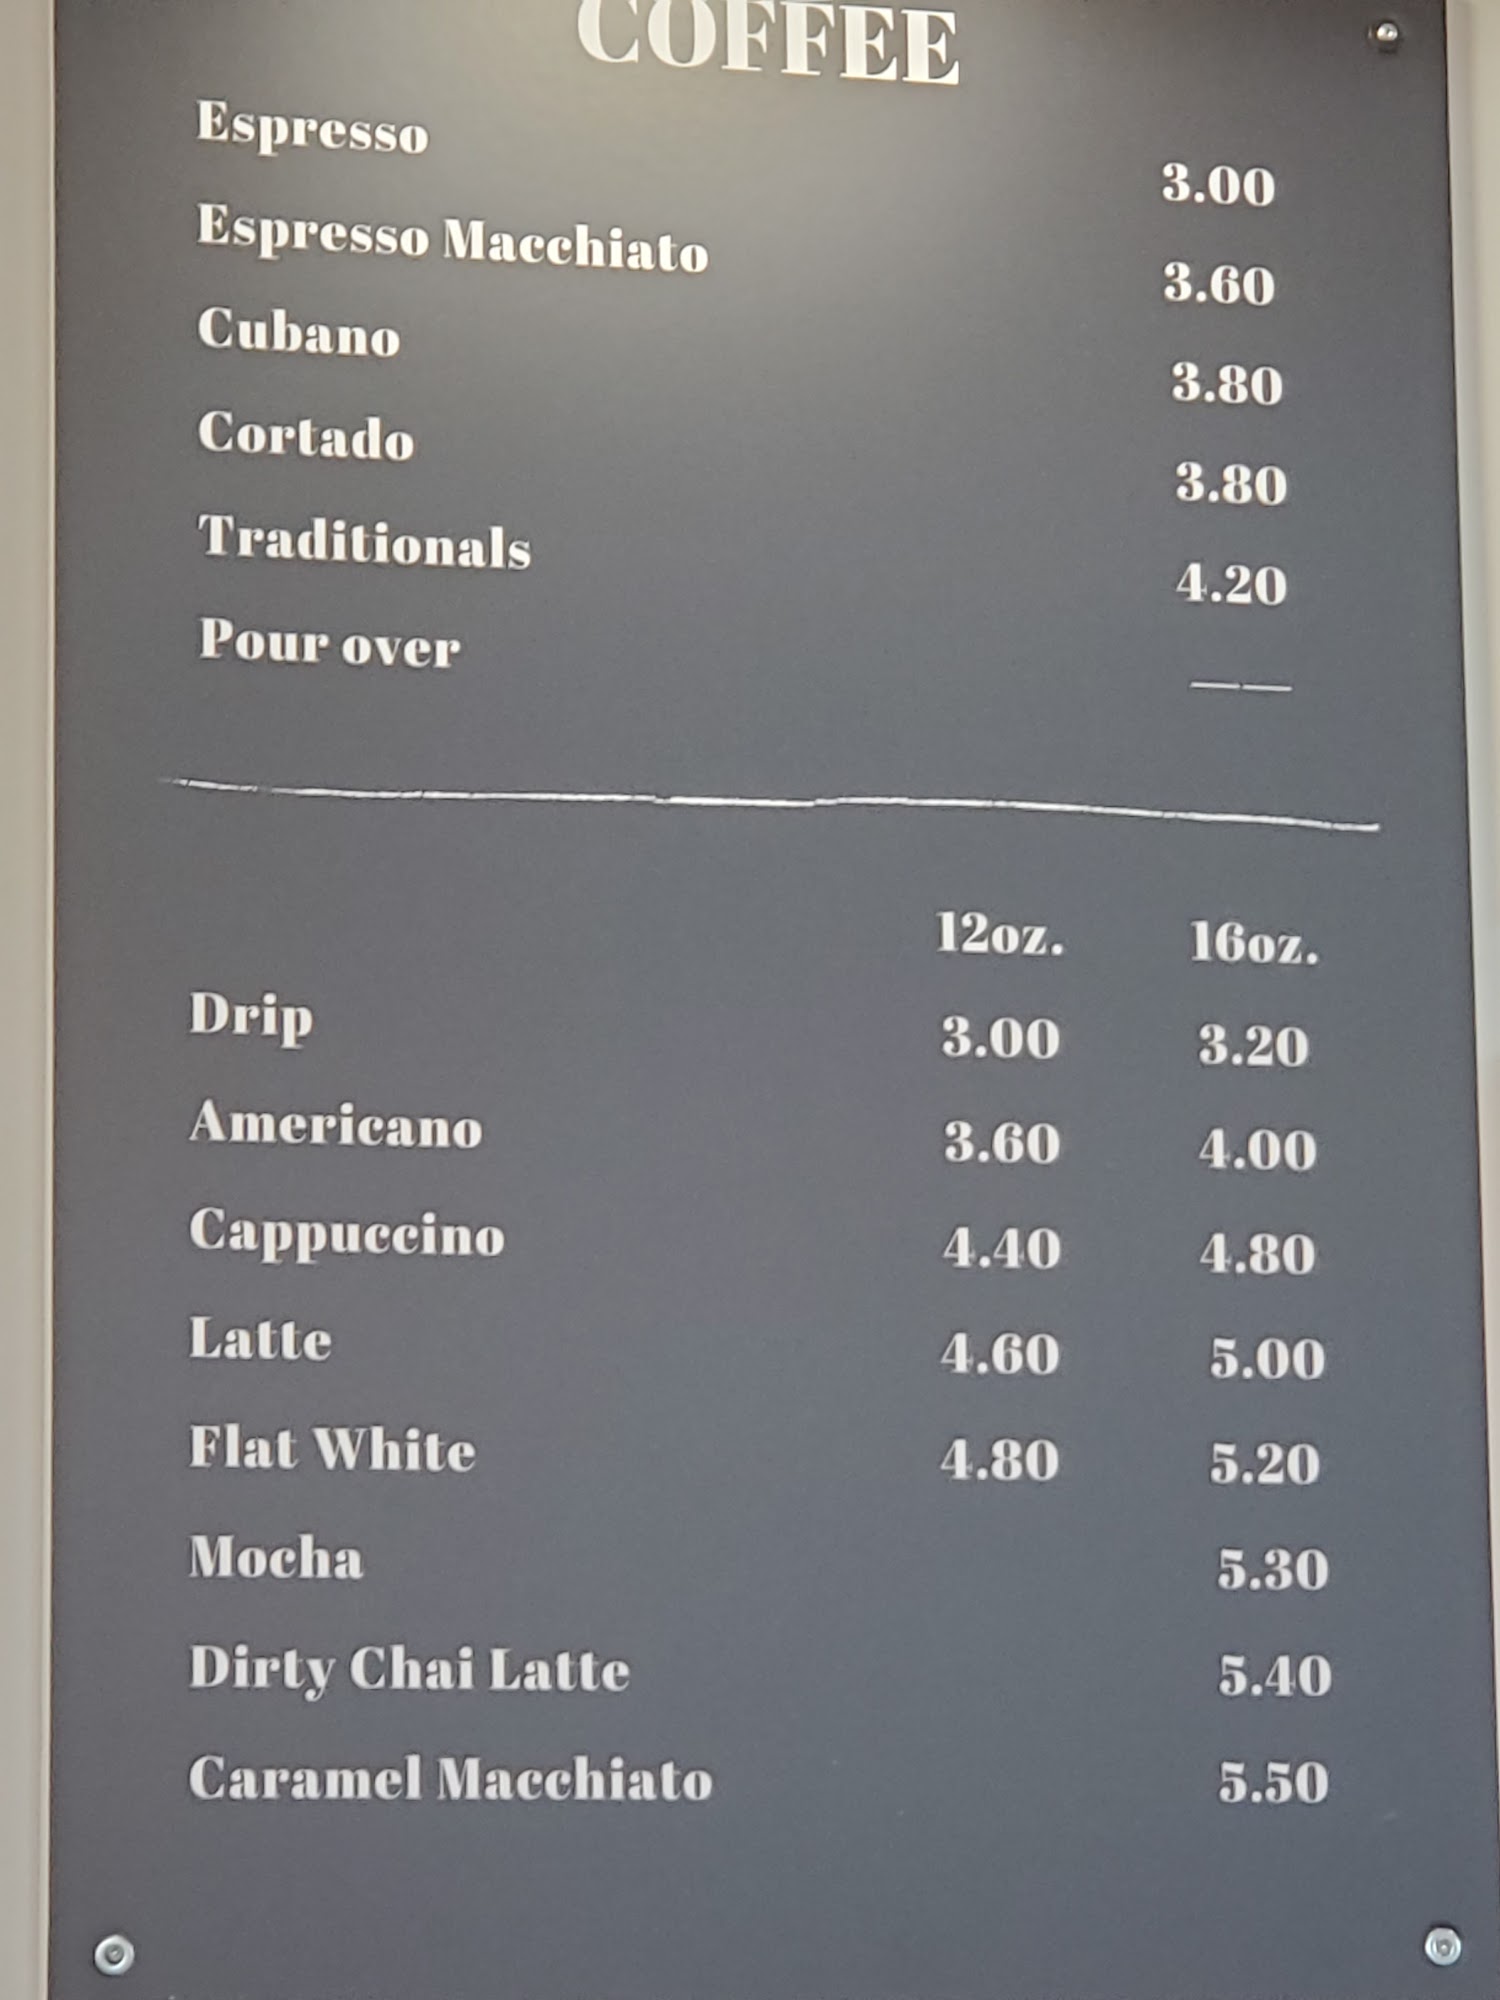 COFFEE
Espresso 3.00
Espresso Macchiato 3.60
Cubano 3.80
Cortado 3.80
Traditionals 4.20
Pour over ——
12oz. 16oz.
Drip 3.00 3.20
Americano 3.60 4.00
Cappuccino 4.40 4.80
Latte 4.60 5.00
Flat White 4.80 5.20
Mocha 5.30
Dirty Chai Latte 5.40
Caramel Macchiato 5.50